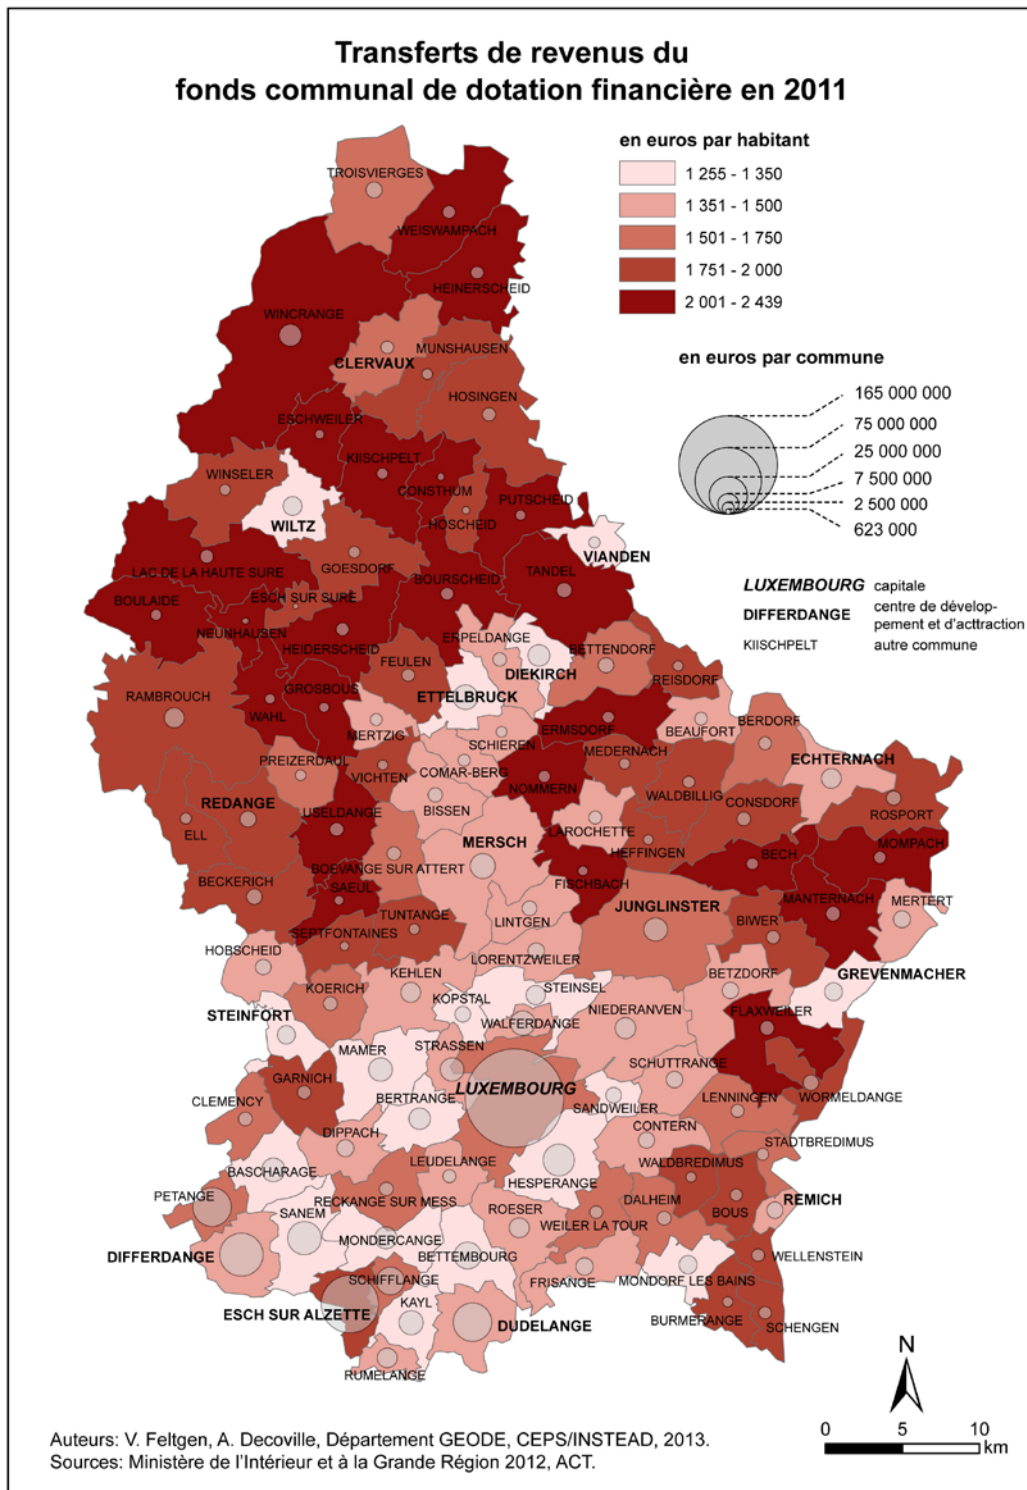 Transferts de revenus du
fonds communal de dotation financière en 2011
en euros par habitant
1 255 - 1 350
1 351 - 1 500
1 501 - 1 750
1 751 - 2 000
2 001 - 2 439
en euros par commune
165 000 000
75 000 000
25 000 000
7 500 000
2 500 000
623 000
LUXEMBOURG capitale
DIFFERDANGE centre de dévelop-
pement et d'acttraction
KIISCHPELT autre commune
TROISVIERGES
WEISWAMPACH
HEINERSCHEID
WINCRANGE
MUNSHAUSEN
CLERVAUX
HOSINGEN
ESCHWEILER
KIISCHPELT
WINSELER
CONSTHUM
PUTSCHEID
HOSCHEID
WILTZ
VIANDEN
GOESDORF
TANDEL
LAC DE LA HAUTE SURE
BOURSCHEID
BOULAIDE
ESCH SUR SURE
NEUNHAUSEN
ERPELDANGE
HEIDERSCHEID
BETTENDORF
FEULEN
DIEKIRCH
REISDORF
RAMBROUCH
GROSBOUS
ETTELBRUCK
WAHL
BERDORF
ERMSDORF
BEAUFORT
MERTZIG
SCHIEREN
MEDERNACH
ECHTERNACH
PREIZERDAUL
VICHTEN
COMAR-BERG
NOMMERN
WALDBILLIG
CONSDORF
REDANGE
USELDANGE
BISSEN
ROSPORT
ELL
LAROCHETTE
MERSCH
HEFFINGEN
MOMPACH
BECH
BOEVANGE SUR ATTERT
BECKERICH
SAEUL
FISCHBACH
MANTERNACH
MERTERT
TUNTANGE
LINTGEN
JUNGLINSTER
BIWER
SEPTFONTAINES
HOBSCHEID
LORENTZWEILER
KEHLEN
BETZDORF
GREVENMACHER
KOERICH
STEINSEL
KOPSTAL
STEINFORT
NIEDERANVEN
FLAXWEILER
WALFERDANGE
MAMER
STRASSEN
SCHUTTRANGE
GARNICH
LUXEMBOURG
BERTRANGE
LENNINGEN
WORMELDANGE
CLEMENCY
SANDWEILER
CONTERN
DIPPACH
STADTBREDIMUS
LEUDELANGE
WALDBREDIMUS
BASCHARAGE
HESPERANGE
PETANGE
RECKANGE SUR MESS
DALHEIM
REMICH
SANEM
ROESER
BOUS
WEILER LA TOUR
MONDERCANGE
DIFFERDANGE
BETTEMBOURG
WELLENSTEIN
SCHIFFLANGE
FRISANGE
MONDORF LES BAINS
KAYL
ESCH SUR ALZETTE
BURMERANGE
DUDELANGE
SCHENGEN
RUMELANGE
N
0 5 10
km
Auteurs: V. Feltgen, A. Decoville, Département GEODE, CEPS/INSTEAD, 2013.
Sources: Ministère de l'Intérieur et à la Grande Région 2012, ACT.